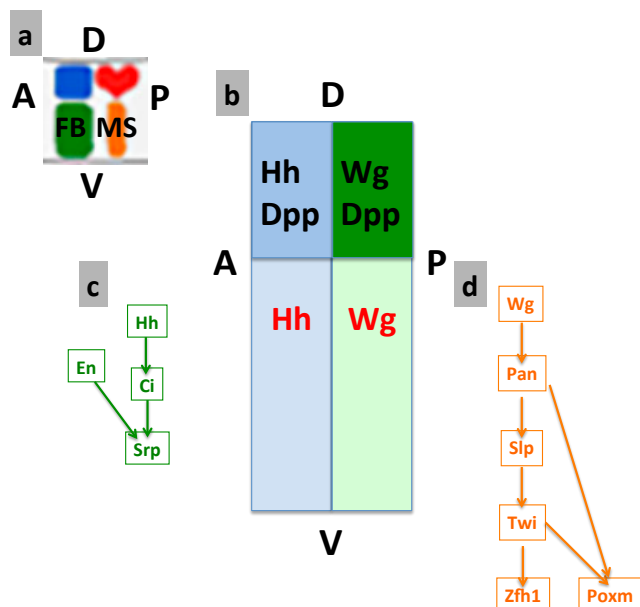 a
D
A
P
FB
MS
V
b
D
Hh
Dpp
Wg
Dpp
A
P
Hh
Wg
V
c
Hh
En
Ci
Srp
d
Wg
Pan
Slp
Twi
Zfh1
Poxm